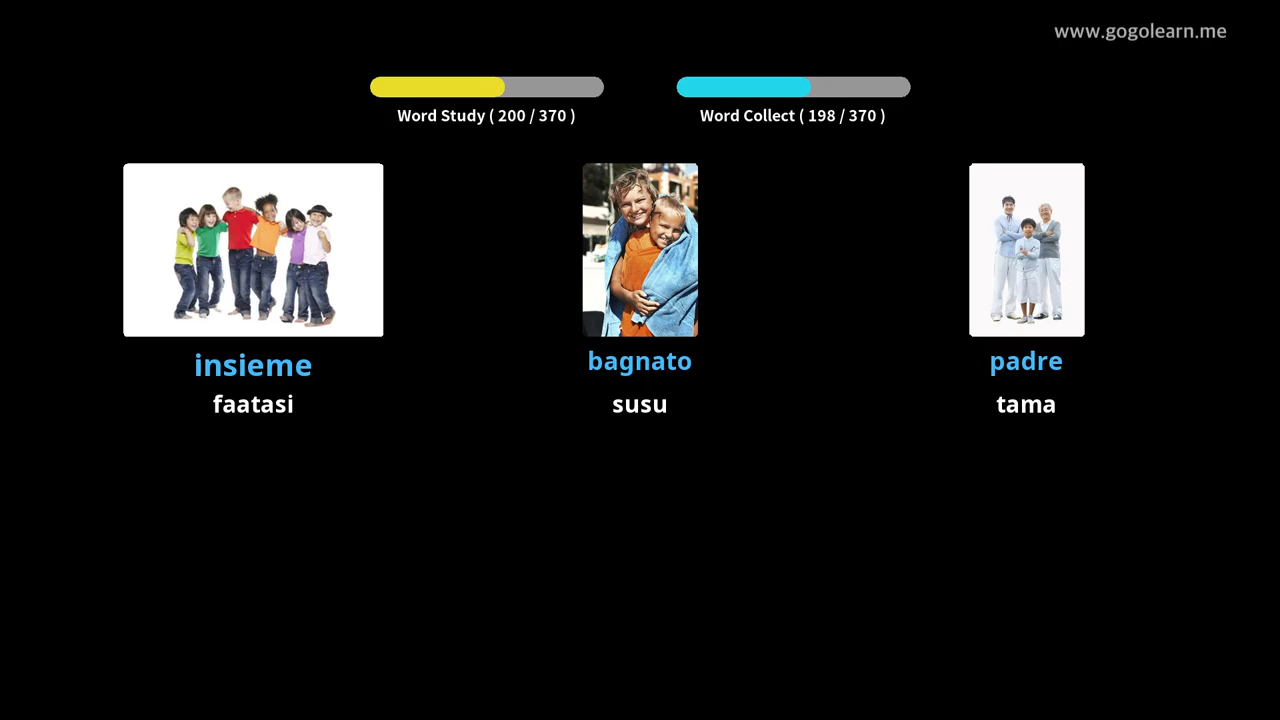 www.gogolearn.me
Word Study ( 200 / 370 )
Word Collect ( 198 / 370 )
insieme
faatasi
bagnato
susu
padre
tama